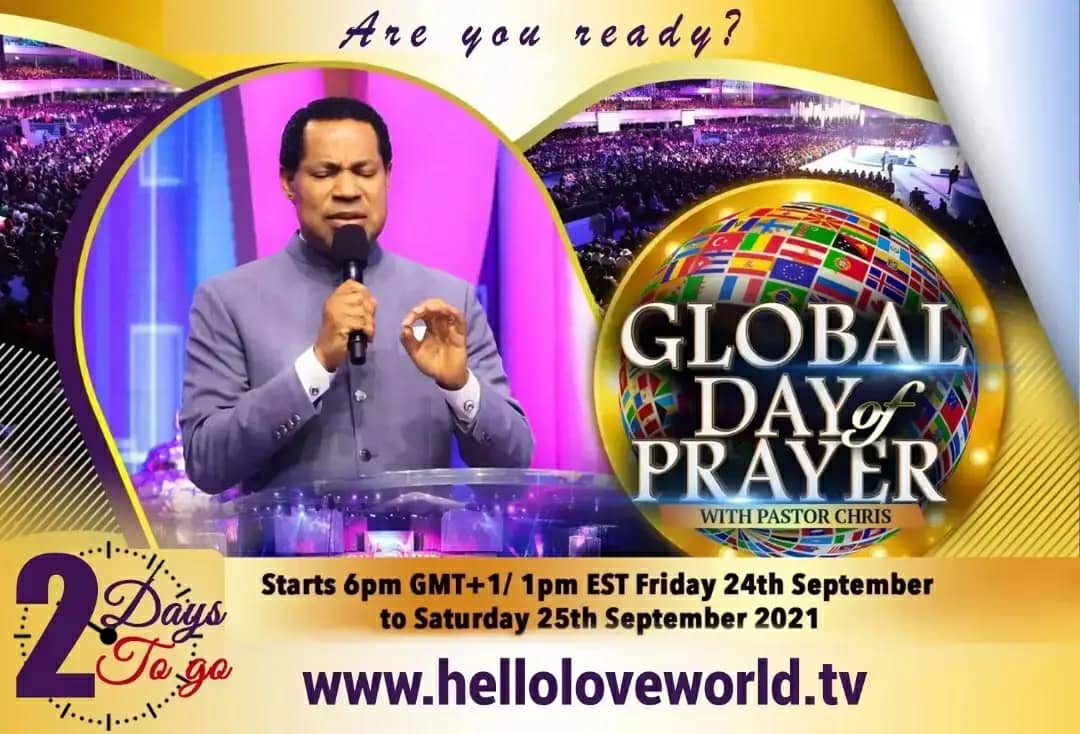 Are you ready?
GLOBAL
DAY of
PRAYER
WITH PASTOR CHRIS
2 Days
To go
Starts 6pm GMT+1/ 1pm EST Friday 24th September
to Saturday 25th September 2021
www.helloloveworld.tv